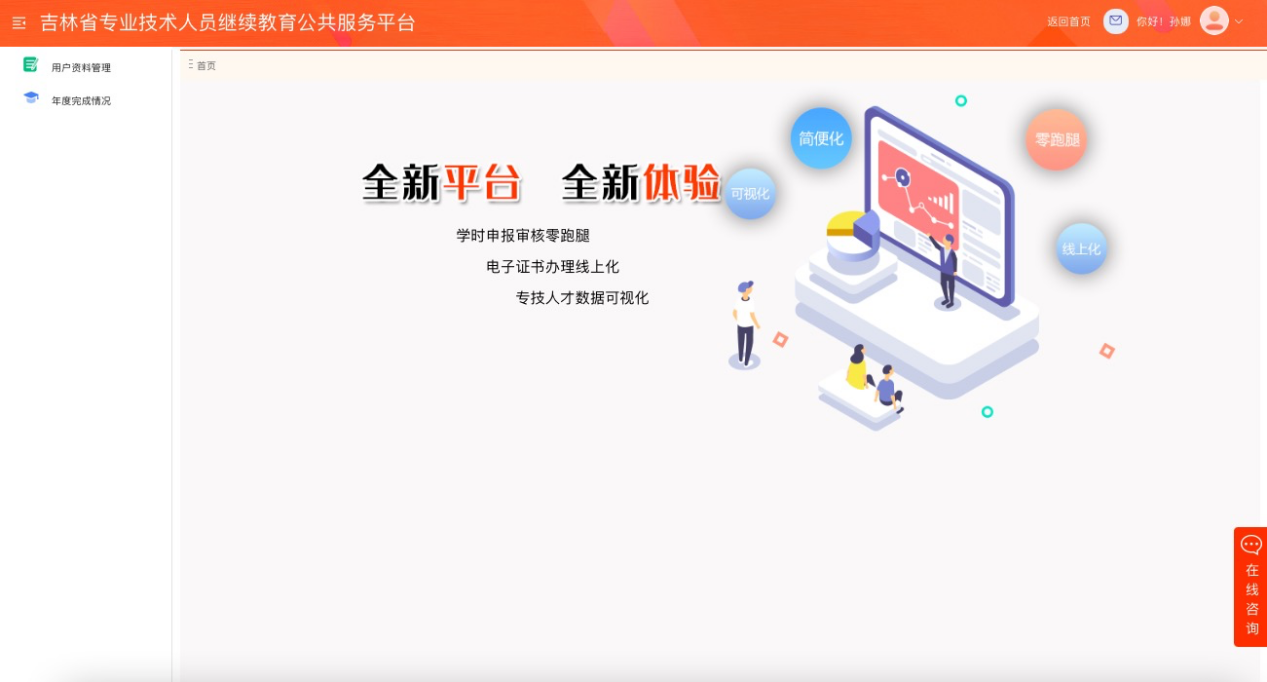 吉林省专业技术人员继续教育公共服务平台
返回首页
你好！孙娜
用户资料管理
年度完成情况
首页
全新平台 全新体验
学时申报审核零跑腿
电子证书办理线上化
专技人才数据可视化
简便化
零跑腿
可视化
线上化
在线咨询